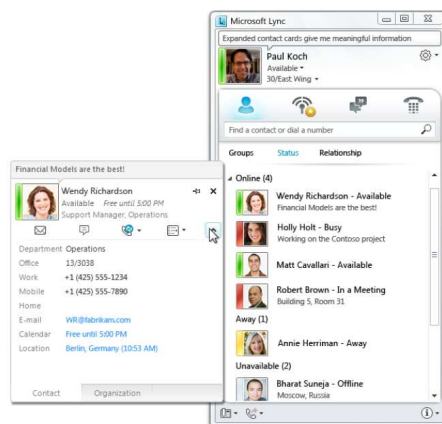 Microsoft Lync
Expanded contact cards give me meaningful information
Paul Koch
Available
30/East Wing
Find a contact or dial a number
Groups Status Relationship
Online (4)
Wendy Richardson - Available
Financial Models are the best!
Holly Holt - Busy
Working on the Contoso project
Matt Cavallari - Available
Robert Brown - In a Meeting
Building 5, Room 31
Away (1)
Annie Herriman - Away
Unavailable (2)
Bharat Suneja - Offline
Moscow, Russia
Financial Models are the best!
Wendy Richardson
Available Free until 5:00 PM
Support Manager, Operations
Department Operations
Office 13/3038
Work +1 (425) 555-1234
Mobile +1 (425) 555-7890
Home
E-mail WR@fabrikam.com
Calendar Free until 5:00 PM
Location Berlin, Germany (10:53 AM)
Contact Organization